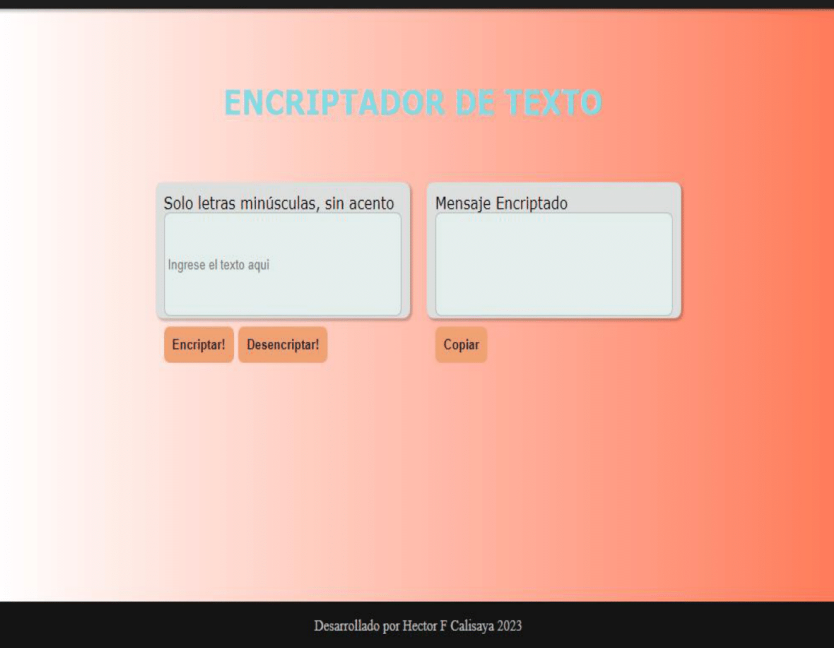 ENCRIPTADOR DE TEXTO
Solo letras minúsculas, sin acento
Ingrese el texto aqui
Encriptar!
Desencriptar!
Mensaje Encriptado
Copiar
Desarrollado por Hector F Calisaya 2023